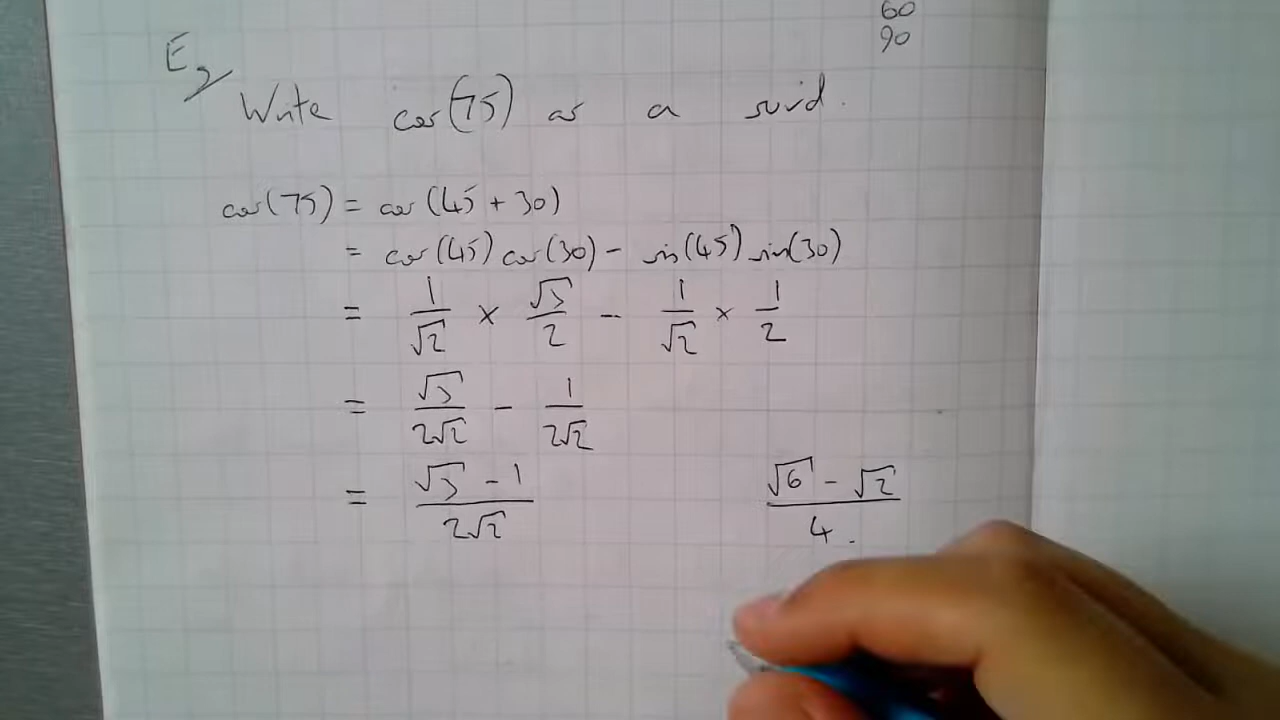 60
90
Eg
Write cos(75) as a surd.
cos(75) = cos(45 + 30)
= cos(45) cos(30) - sin(45) sin(30)
= 1/√2 × √3/2 - 1/√2 × 1/2
= √3/2√2 - 1/2√2
= √3 - 1/2√2 √6 - √2/4.